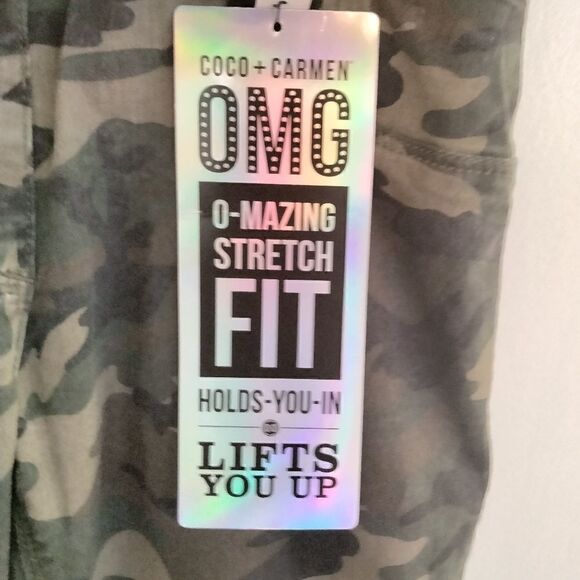 COCO + CARMEN
OMG
O-MAZING
STRETCH
FIT
HOLDS-YOU-IN
LIFTS
YOU UP